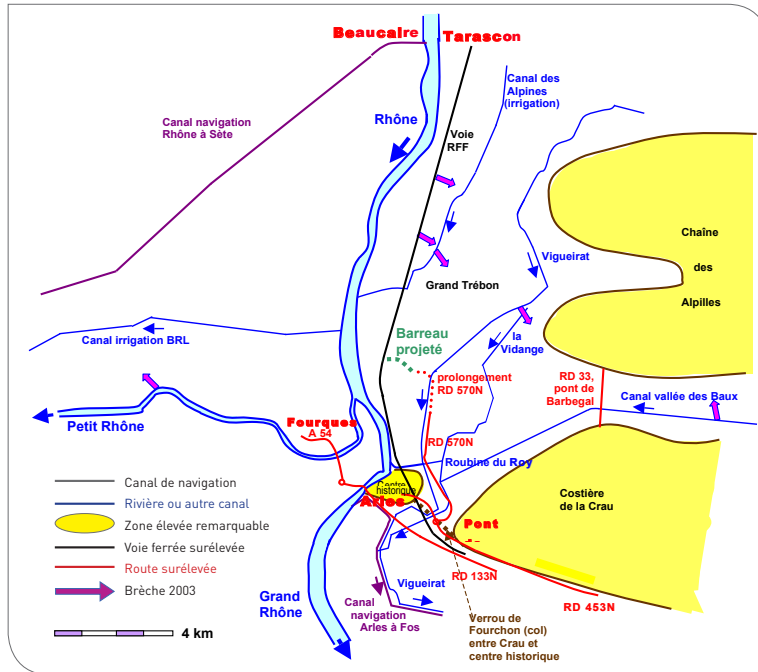 Beaucaire
Tarascon
Canal des
Alpines
(irrigation)
Canal navigation
Rhône à Sète
Rhône
Voie
RFF
Chaîne
des
Alpilles
Vigueirat
Grand Trébon
Barreau
projeté
la
Vidange
Canal irrigation BRL
prolongement
RD 570N
RD 33,
pont de
Barbegal
Canal vallée des Baux
Petit Rhône
Fourques
A 54
RD 570N
Roubine du Roy
Centre
historique
Arles
Pont
Costière
de la Crau
Canal de navigation
Rivière ou autre canal
Zone élevée remarquable
Voie ferrée surélevée
Route surélevée
Brèche 2003
4 km
Grand
Rhône
Vigueirat
Canal
navigation
Arles à Fos
RD 133N
RD 453N
Verrou de
Fourchon (col)
entre Crau et
centre historique